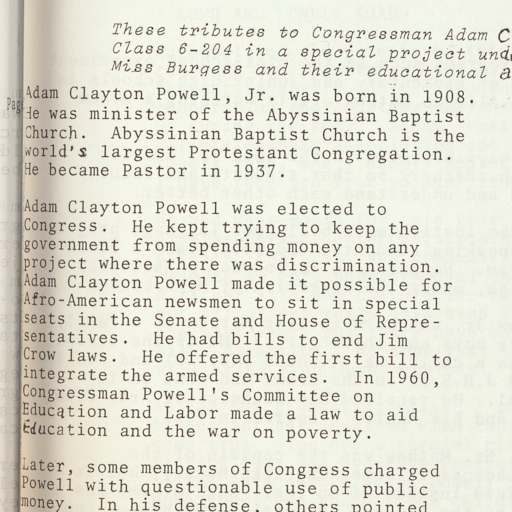 These tributes to Congressman Adam C
Class 6-204 in a special project und
Miss Burgess and their educational a
Adam Clayton Powell, Jr. was born in 1908.
He was minister of the Abyssinian Baptist
Church. Abyssinian Baptist Church is the
world's largest Protestant Congregation.
He became Pastor in 1937.
Adam Clayton Powell was elected to
Congress. He kept trying to keep the
government from spending money on any
project where there was discrimination.
Adam Clayton Powell made it possible for
Afro-American newsmen to sit in special
seats in the Senate and House of Repre-
sentatives. He had bills to end Jim
Crow laws. He offered the first bill to
integrate the armed services. In 1960,
Congressman Powell's Committee on
Education and Labor made a law to aid
Education and the war on poverty.
Later, some members of Congress charged
Powell with questionable use of public
money. In his defense, others pointed